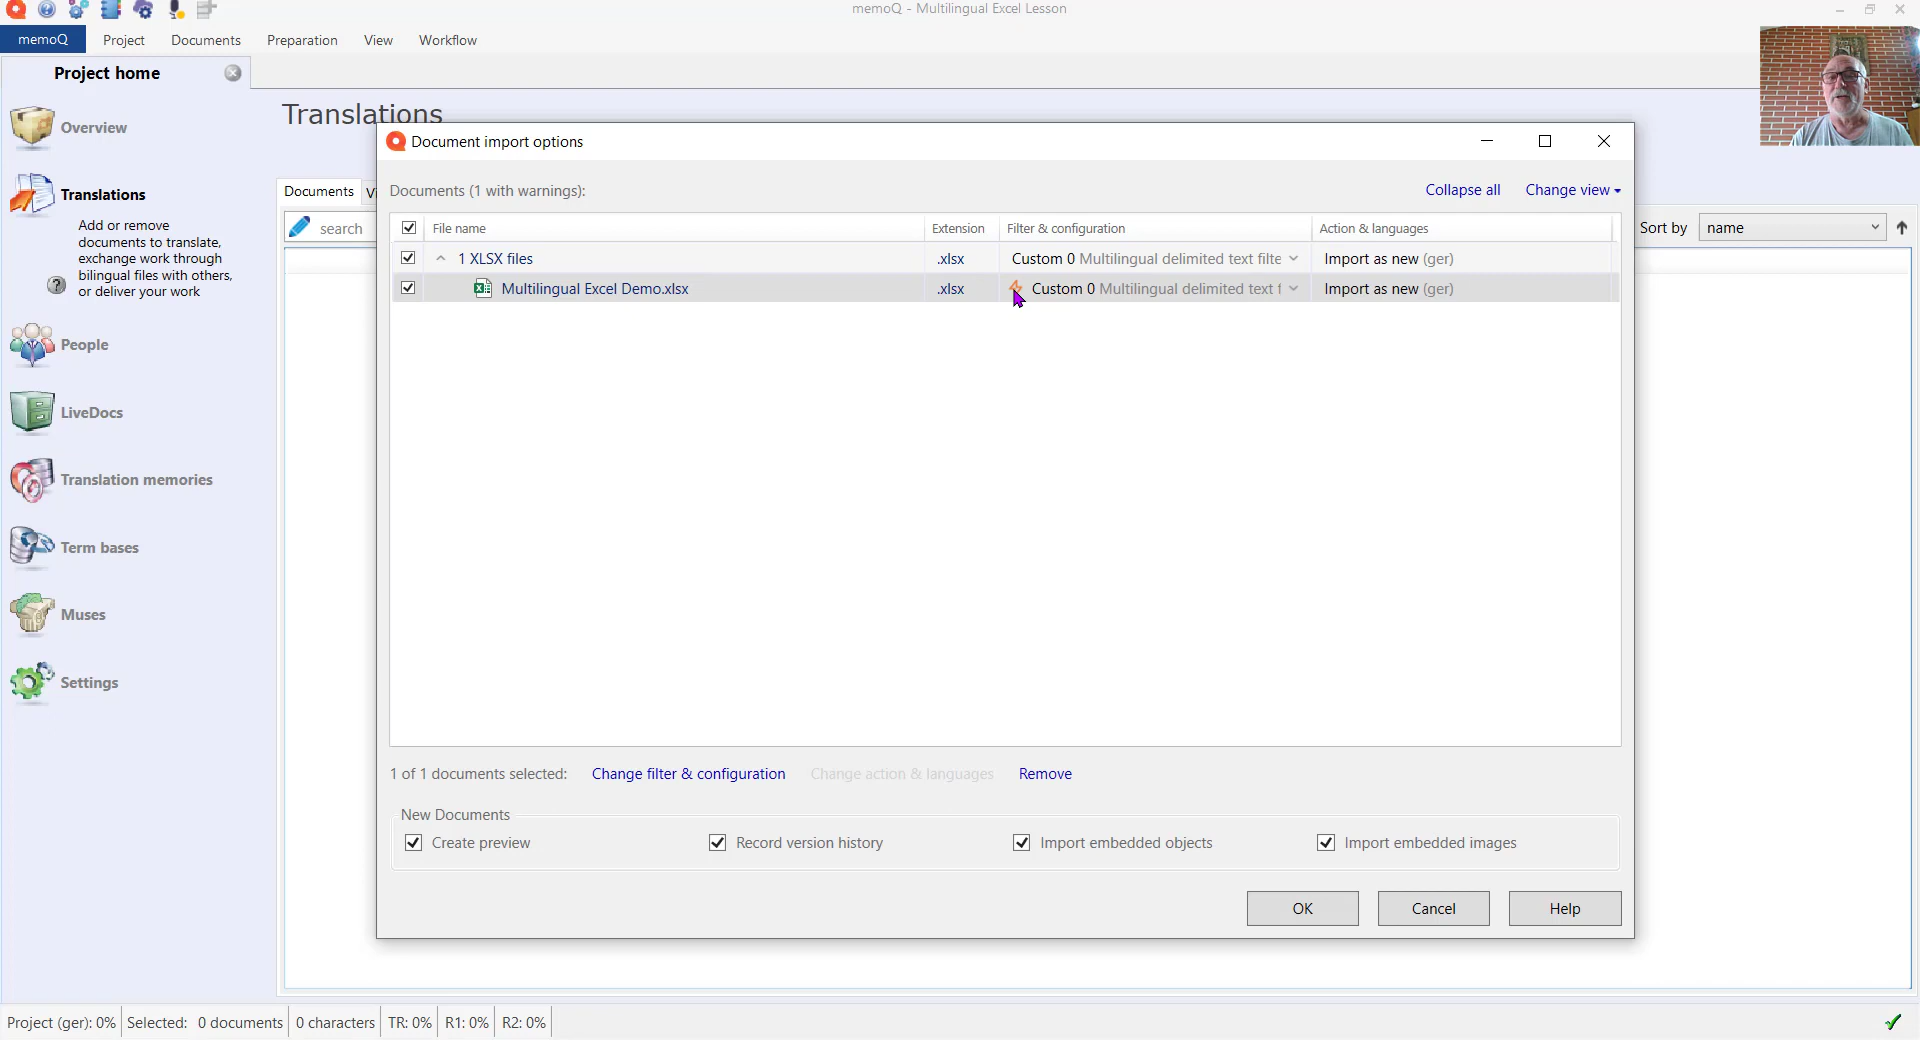 memoQ - Multilingual Excel Lesson
memoQ Project Documents Preparation View Workflow
Project home
Translations
Overview
Translations
Add or remove
documents to translate,
exchange work through
bilingual files with others,
or deliver your work
People
LiveDocs
Translation memories
Term bases
Muses
Settings
Documents
search
Sort by name
Document import options
Documents (1 with warnings):
Collapse all Change view
File name Extension Filter & configuration Action & languages
1 XLSX files .xlsx Custom 0 Multilingual delimited text filte Import as new (ger)
Multilingual Excel Demo.xlsx .xlsx Custom 0 Multilingual delimited text f Import as new (ger)
1 of 1 documents selected: Change filter & configuration Change action & languages Remove
New Documents
Create preview Record version history Import embedded objects Import embedded images
OK Cancel Help
Project (ger): 0% Selected: 0 documents 0 characters TR: 0% R1: 0% R2: 0%